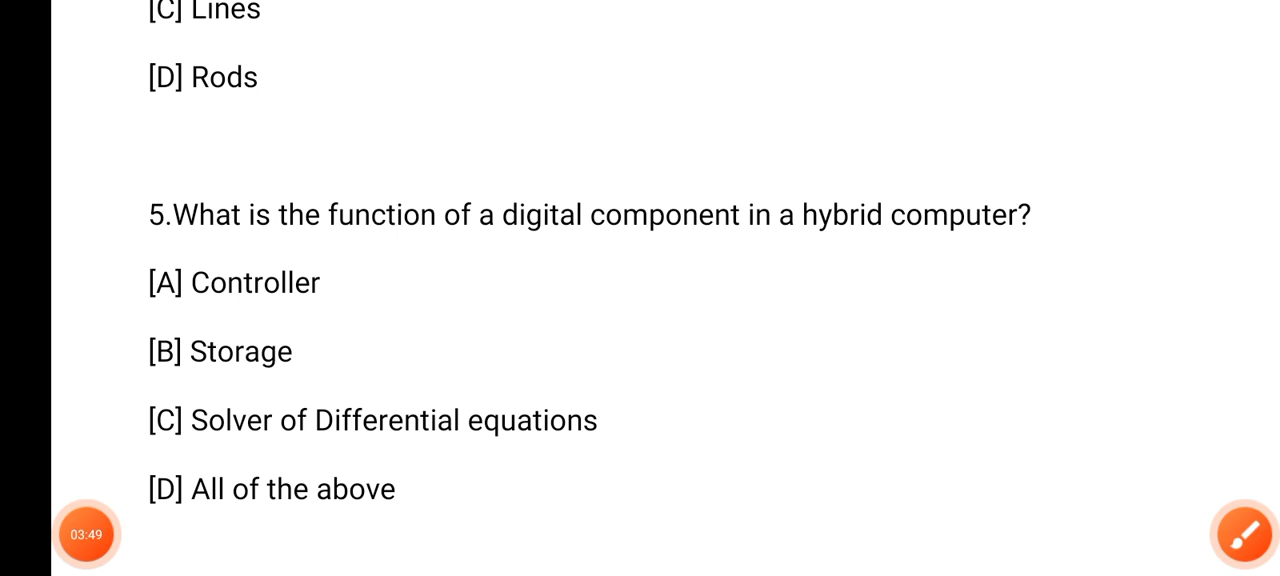 [C] Lines
[D] Rods
5.What is the function of a digital component in a hybrid computer?
[A] Controller
[B] Storage
[C] Solver of Differential equations
[D] All of the above
03:49